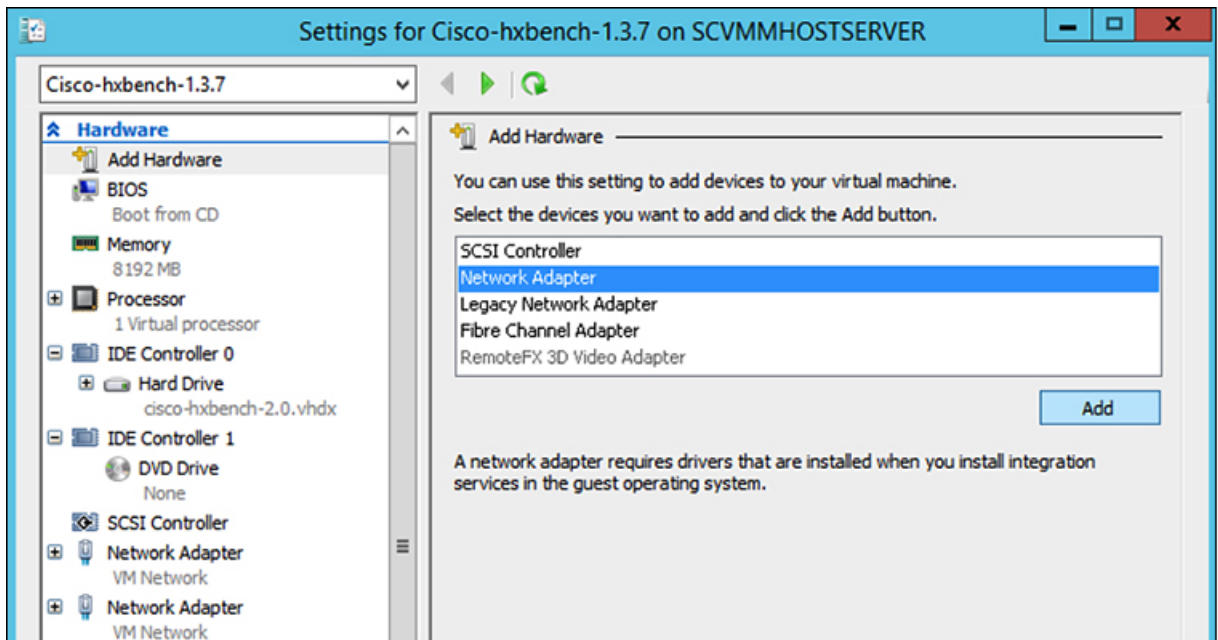 Settings for Cisco-hxbench-1.3.7 on SCVMMHOSTSERVER
Cisco-hxbench-1.3.7
Hardware
Add Hardware
BIOS
Boot from CD
Memory
8192 MB
Processor
1 Virtual processor
IDE Controller 0
Hard Drive
cisco-hxbench-2.0.vhdx
IDE Controller 1
DVD Drive
None
SCSI Controller
Network Adapter
VM Network
Network Adapter
VM Network
Add Hardware
You can use this setting to add devices to your virtual machine.
Select the devices you want to add and click the Add button.
SCSI Controller
Network Adapter
Legacy Network Adapter
Fibre Channel Adapter
RemoteFX 3D Video Adapter
Add
A network adapter requires drivers that are installed when you install integration
services in the guest operating system.